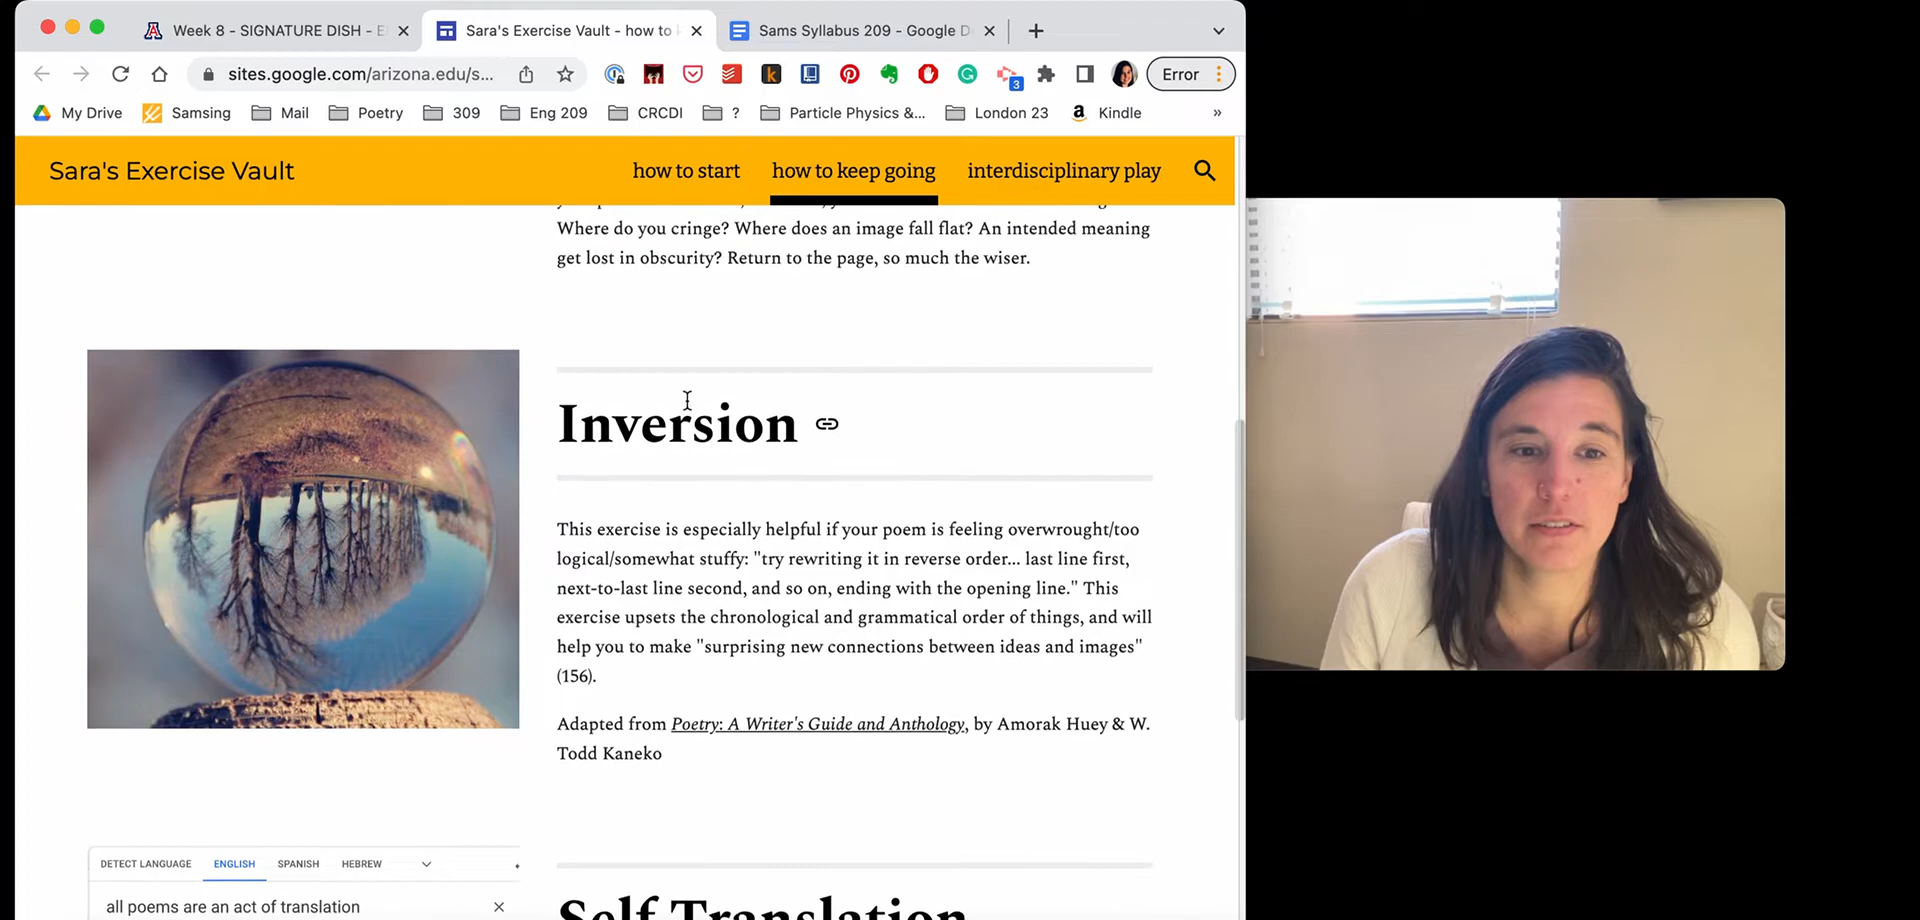 Week 8 - SIGNATURE DISH - E
Sara's Exercise Vault - how to
Sams Syllabus 209 - Google D
sites.google.com/arizona.edu/s...
3
Error
My Drive
Samsing
Mail
Poetry
309
Eng 209
CRCDI
?
Particle Physics &...
London 23
Kindle
»
Sara's Exercise Vault
how to start
how to keep going
interdisciplinary play
Where do you cringe? Where does an image fall flat? An intended meaning
get lost in obscurity? Return to the page, so much the wiser.
Inversion
This exercise is especially helpful if your poem is feeling overwrought/too
logical/somewhat stuffy: "try rewriting it in reverse order... last line first,
next-to-last line second, and so on, ending with the opening line." This
exercise upsets the chronological and grammatical order of things, and will
help you to make "surprising new connections between ideas and images"
(156).
Adapted from Poetry: A Writer's Guide and Anthology, by Amorak Huey & W.
Todd Kaneko
DETECT LANGUAGE ENGLISH SPANISH HEBREW
all poems are an act of translation
Self Translation